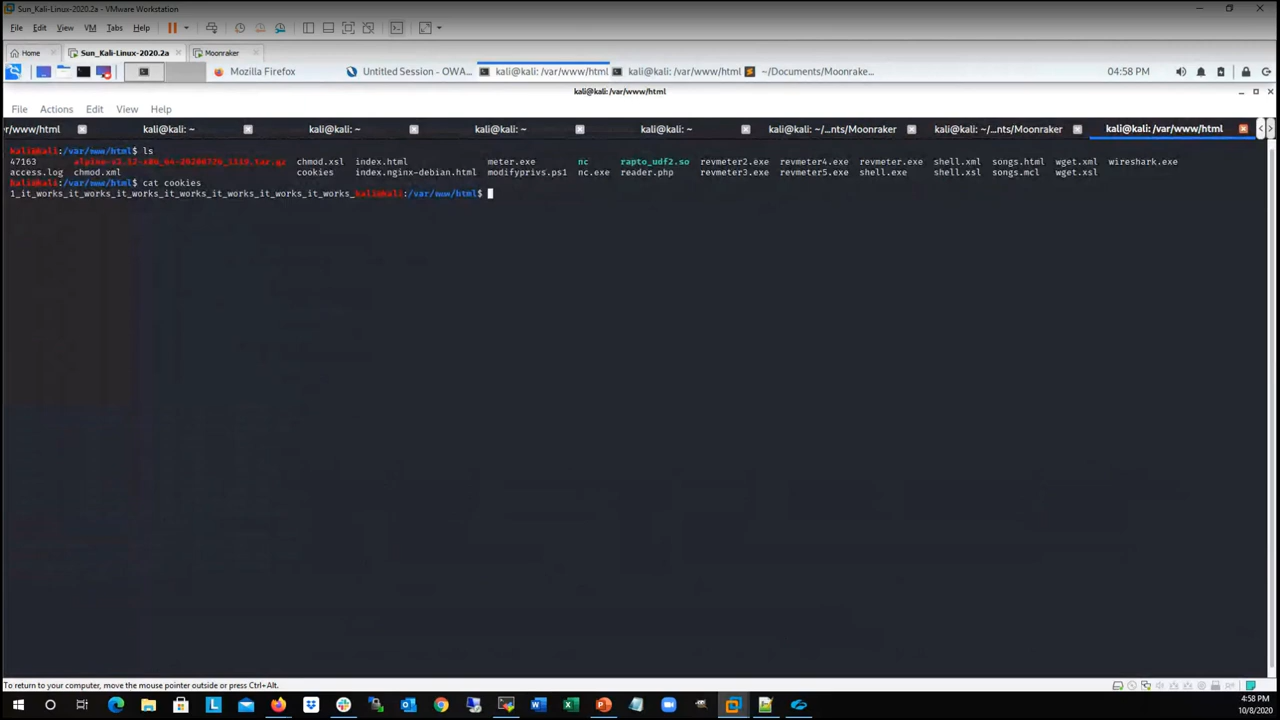 Sun_Kali-Linux-2020.2a - VMware Workstation
File Edit View VM Tabs Help
Home Sun_Kali-Linux-2020.2a Moonraker
Mozilla Firefox Untitled Session - OWA... kali@kali: /var/www/html kali@kali: /var/www/html ~/Documents/Moonrake... 04:58 PM
kali@kali: /var/www/html
File Actions Edit View Help
r/www/html kali@kali: ~ kali@kali: ~ kali@kali: ~ kali@kali: ~ kali@kali: ~/...nts/Moonraker kali@kali: ~/...nts/Moonraker kali@kali: /var/www/html
kali@kali:/var/www/html$ ls
47163 chmod.xsl index.html meter.exe nc rapto_udf2.so revmeter2.exe revmeter4.exe revmeter.exe shell.xml songs.html wget.xml wireshark.exe
access.log chmod.xml cookies index.nginx-debian.html modifyprivs.ps1 nc.exe reader.php revmeter3.exe revmeter5.exe shell.exe shell.xsl songs.mcl wget.xsl
kali@kali:/var/www/html$ cat cookies
1_it_works_it_works_it_works_it_works_it_works_it_works_it_works_kali@kali:/var/www/html$
To return to your computer, move the mouse pointer outside or press Ctrl+Alt.
4:58 PM
10/8/2020